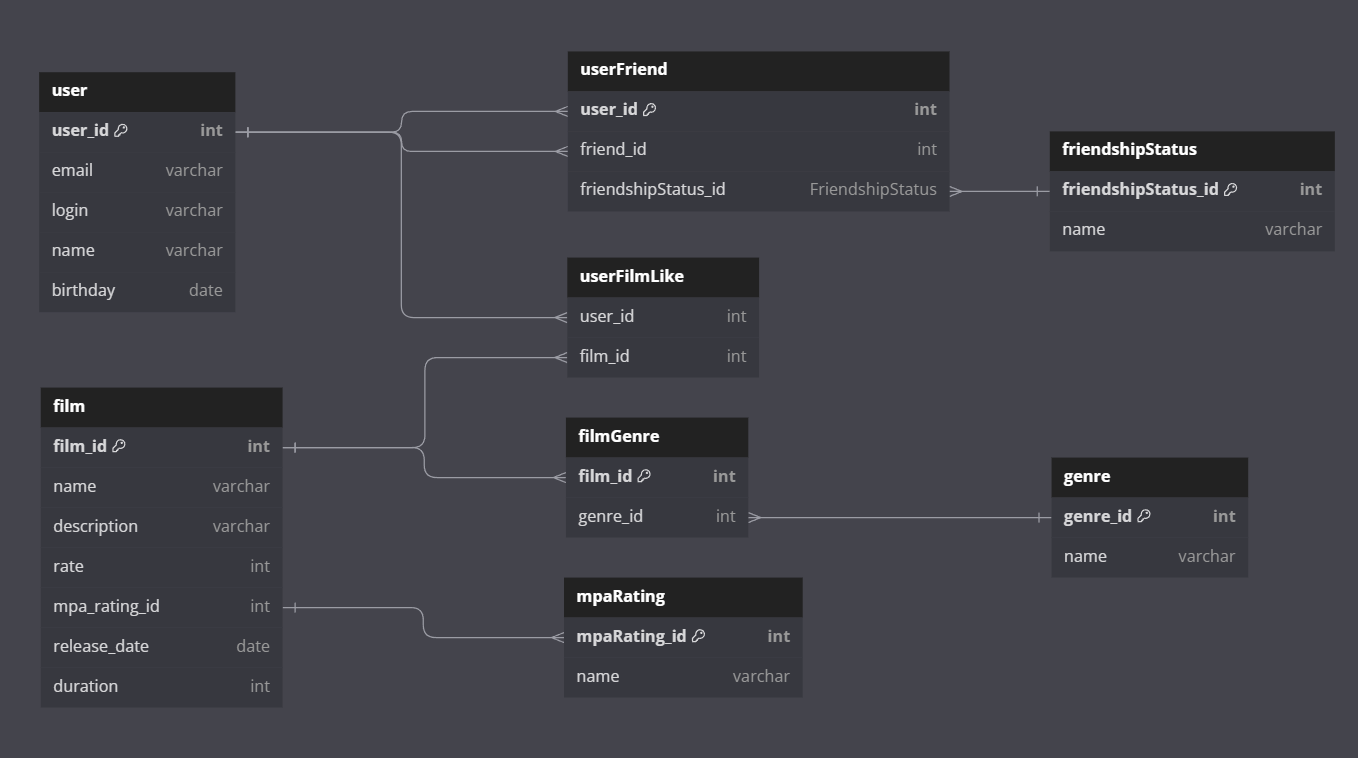 user
user_id int
email varchar
login varchar
name varchar
birthday date
userFriend
user_id int
friend_id int
friendshipStatus_id FriendshipStatus
friendshipStatus
friendshipStatus_id int
name varchar
userFilmLike
user_id int
film_id int
film
film_id int
name varchar
description varchar
rate int
mpa_rating_id int
release_date date
duration int
filmGenre
film_id int
genre_id int
genre
genre_id int
name varchar
mpaRating
mpaRating_id int
name varchar